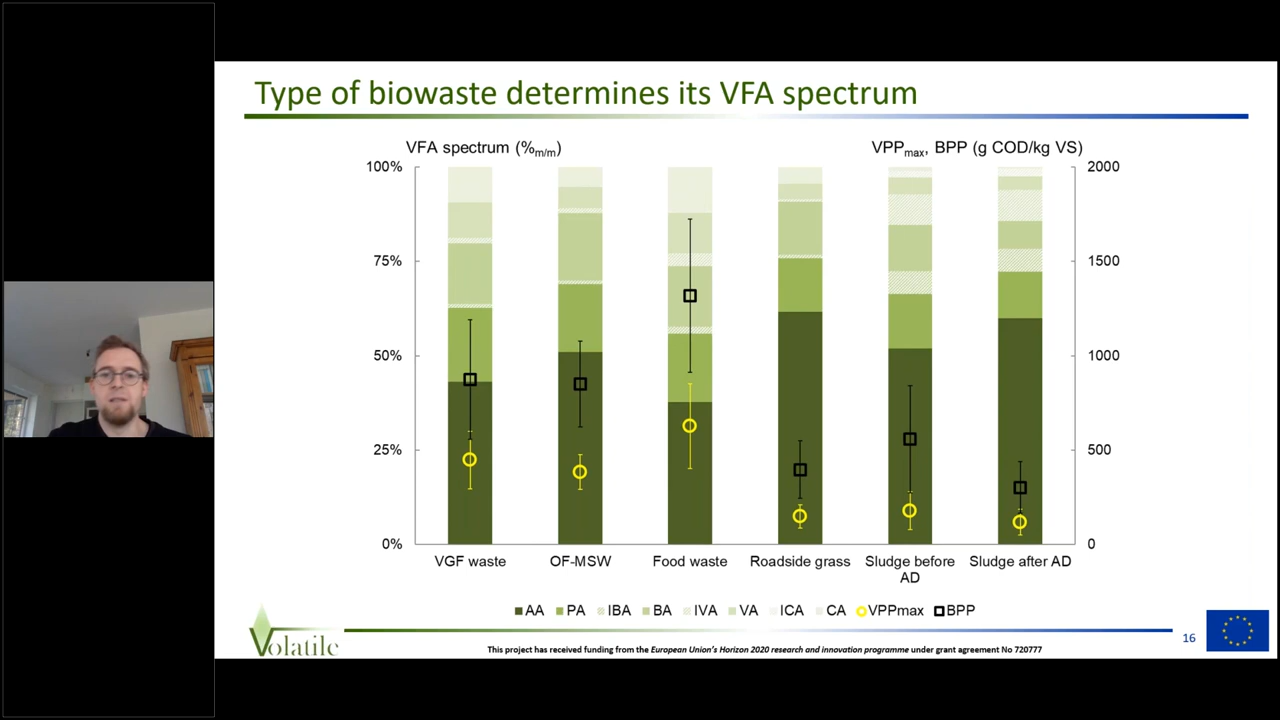 Type of biowaste determines its VFA spectrum
VFA spectrum (%m/m)
VPPmax, BPP (g COD/kg VS)
100%
75%
50%
25%
0%
2000
1500
1000
500
0
VGF waste
OF-MSW
Food waste
Roadside grass
Sludge before AD
Sludge after AD
AA PA IBA BA IVA VA ICA CA VPPmax BPP
Volatile
This project has received funding from the European Union's Horizon 2020 research and innovation programme under grant agreement No 720777
16